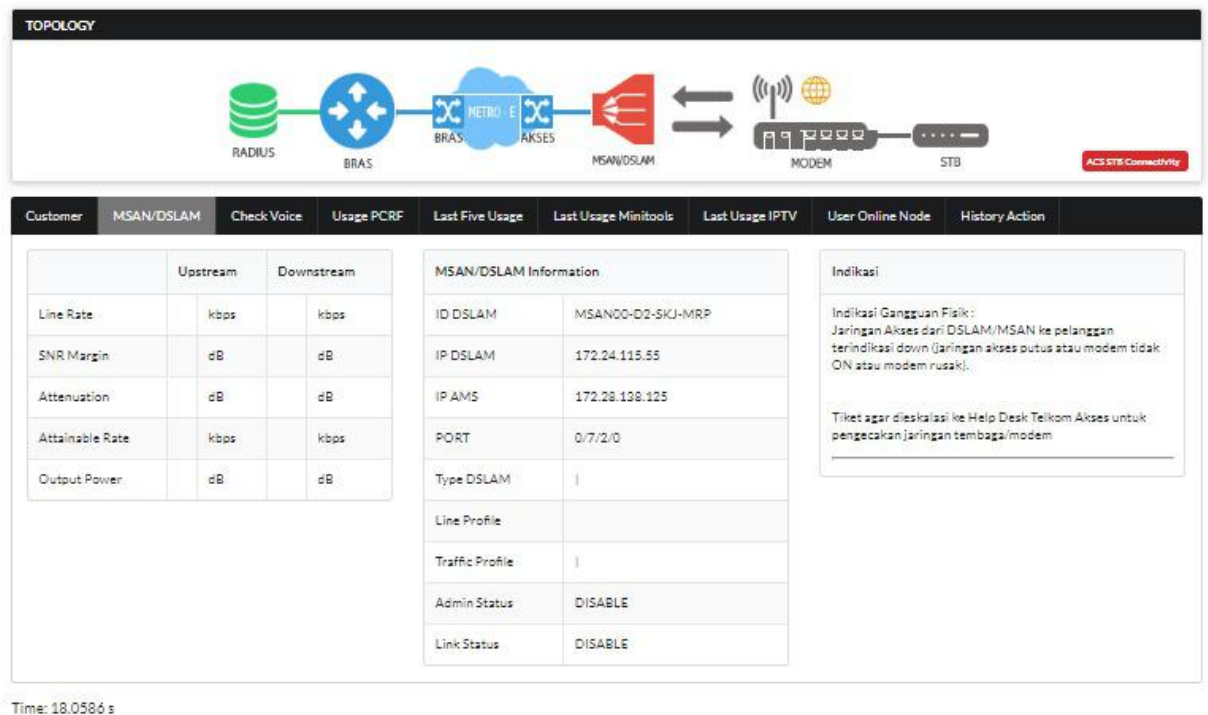 TOPOLOGY
RADIUS
BRAS
METRO - E
BRAS
AKSES
MSAN/DSLAM
MODEM
STB
ACS STB Connectivity
Customer MSAN/DSLAM Check Voice Usage PCRF Last Five Usage Last Usage Minitools Last Usage IPTV User Online Node History Action
Upstream Downstream
Line Rate kbps kbps
SNR Margin dB dB
Attenuation dB dB
Attainable Rate kbps kbps
Output Power dB dB
MSAN/DSLAM Information
ID DSLAM MSAN00-D2-SKJ-MRP
IP DSLAM 172.24.115.55
IP AMS 172.28.138.125
PORT 0/7/2/0
Type DSLAM |
Line Profile
Traffic Profile |
Admin Status DISABLE
Link Status DISABLE
Indikasi
Indikasi Gangguan Fisik :
Jaringan Akses dari DSLAM/MSAN ke pelanggan
terindikasi down (jaringan akses putus atau modem tidak
ON atau modem rusak).
Tiket agar dieskalasi ke Help Desk Telkom Akses untuk
pengecakan jaringan tembaga/modem
Time: 18.0586 s